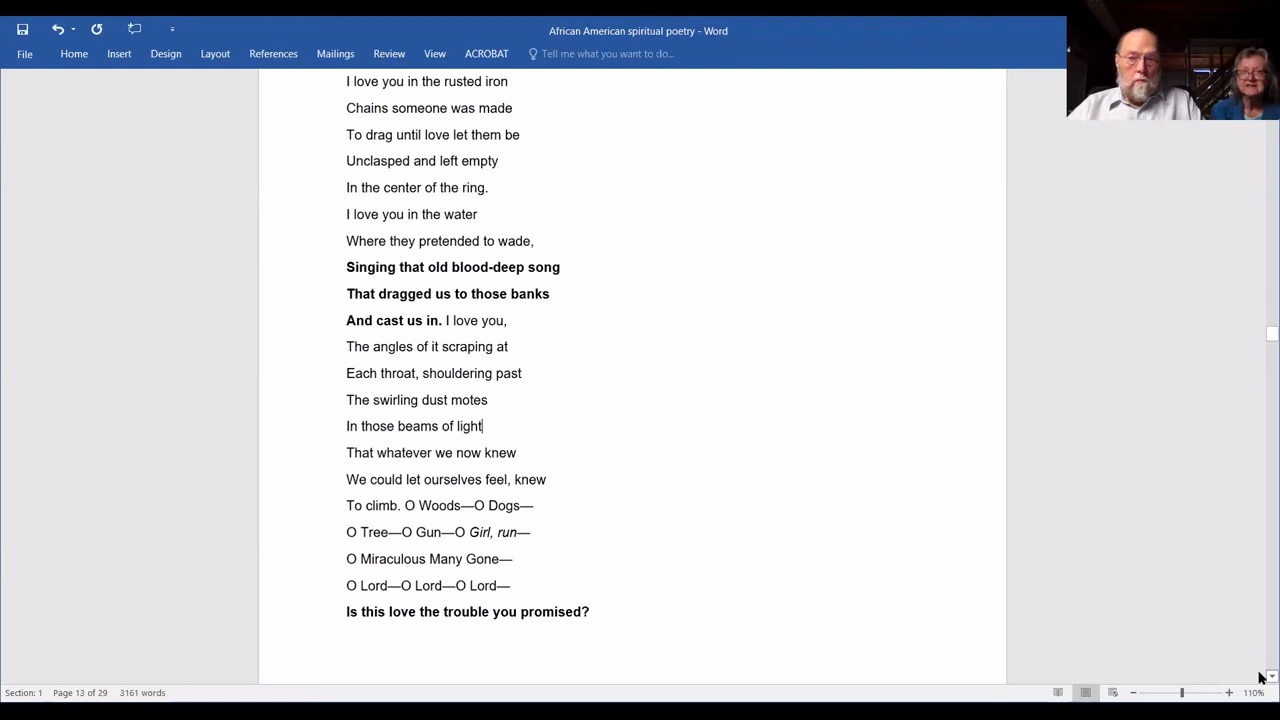 African American spiritual poetry - Word
File Home Insert Design Layout References Mailings Review View ACROBAT Tell me what you want to do...
I love you in the rusted iron
Chains someone was made
To drag until love let them be
Unclasped and left empty
In the center of the ring.
I love you in the water
Where they pretended to wade,
Singing that old blood-deep song
That dragged us to those banks
And cast us in. I love you,
The angles of it scraping at
Each throat, shouldering past
The swirling dust motes
In those beams of light
That whatever we now knew
We could let ourselves feel, knew
To climb. O Woods—O Dogs—
O Tree—O Gun—O Girl, run—
O Miraculous Many Gone—
O Lord—O Lord—O Lord—
Is this love the trouble you promised?
Section: 1 Page 13 of 29 3161 words 110%